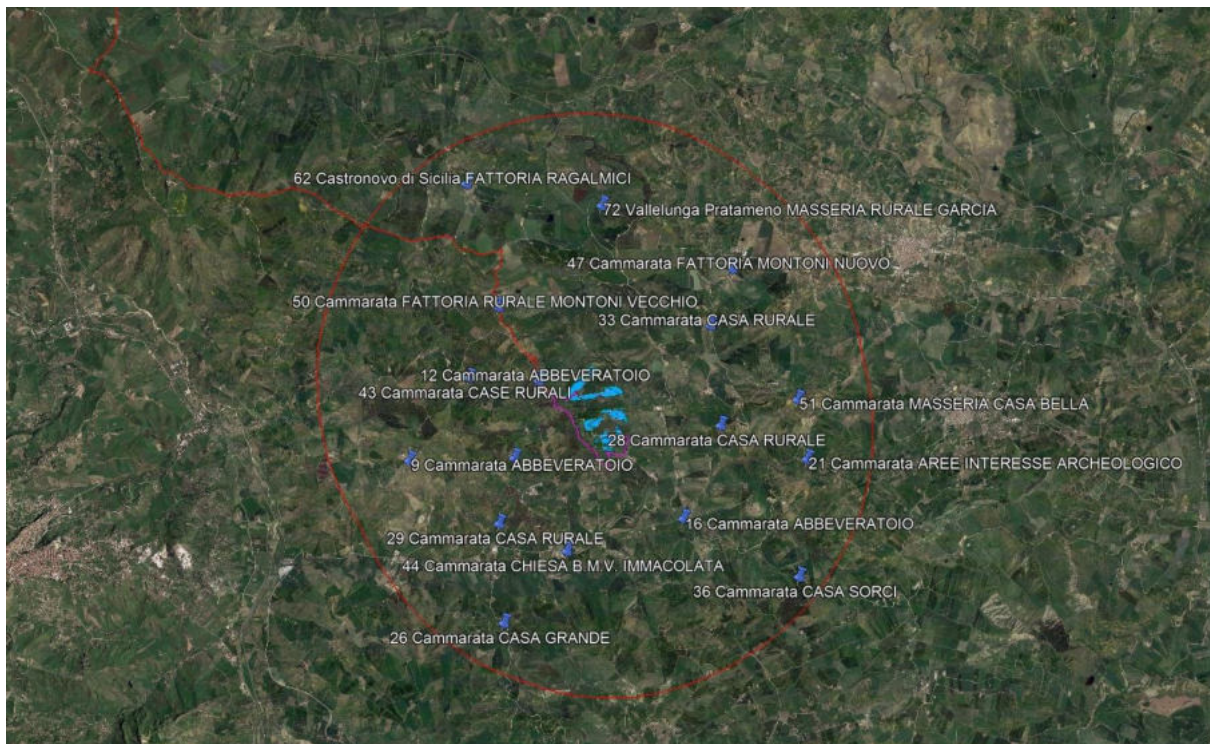 62 Castronovo di Sicilia FATTORIA RAGALMICI
72 Vallelunga Pratameno MASSERIA RURALE GARCIA
47 Cammarata FATTORIA MONTONI NUOVO
50 Cammarata FATTORIA RURALE MONTONI VECCHIO
33 Cammarata CASA RURALE
12 Cammarata ABBEVERATOIO
43 Cammarata CASE RURALI
51 Cammarata MASSERIA CASA BELLA
28 Cammarata CASA RURALE
9 Cammarata ABBEVERATOIO
21 Cammarata AREE INTERESSE ARCHEOLOGICO
16 Cammarata ABBEVERATOIO
29 Cammarata CASA RURALE
44 Cammarata CHIESA B.M.V. IMMACOLATA
36 Cammarata CASA SORCI
26 Cammarata CASA GRANDE